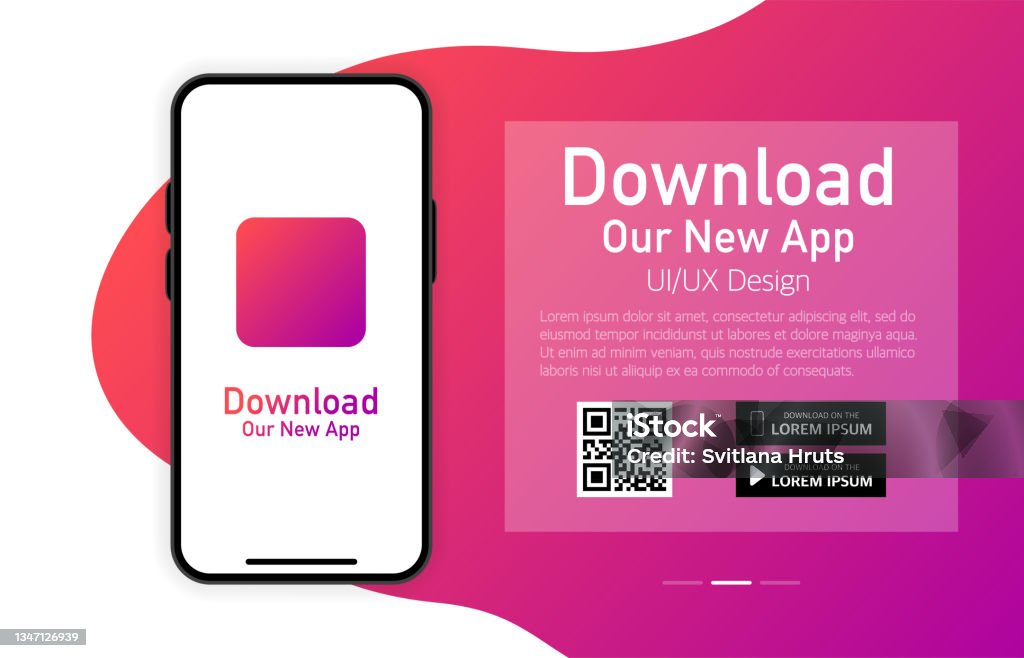 Download
Our New App
Download
Our New App
UI/UX Design
Lorem ipsum dolor sit amet, consectetur adipiscing elit, sed do
eiusmod tempor incididunt ut labores et dolore maginya aqua.
Ut enim ad minim veniam, quis nostrude exercitations ullamico
laboris nisi ut aliiquip ex ea commodo of consequats.
iStock™
Credit: Svitlana Hruts
DOWNLOAD ON THE
LOREM IPSUM
DOWNLOAD ON THE
LOREM IPSUM
1347126939